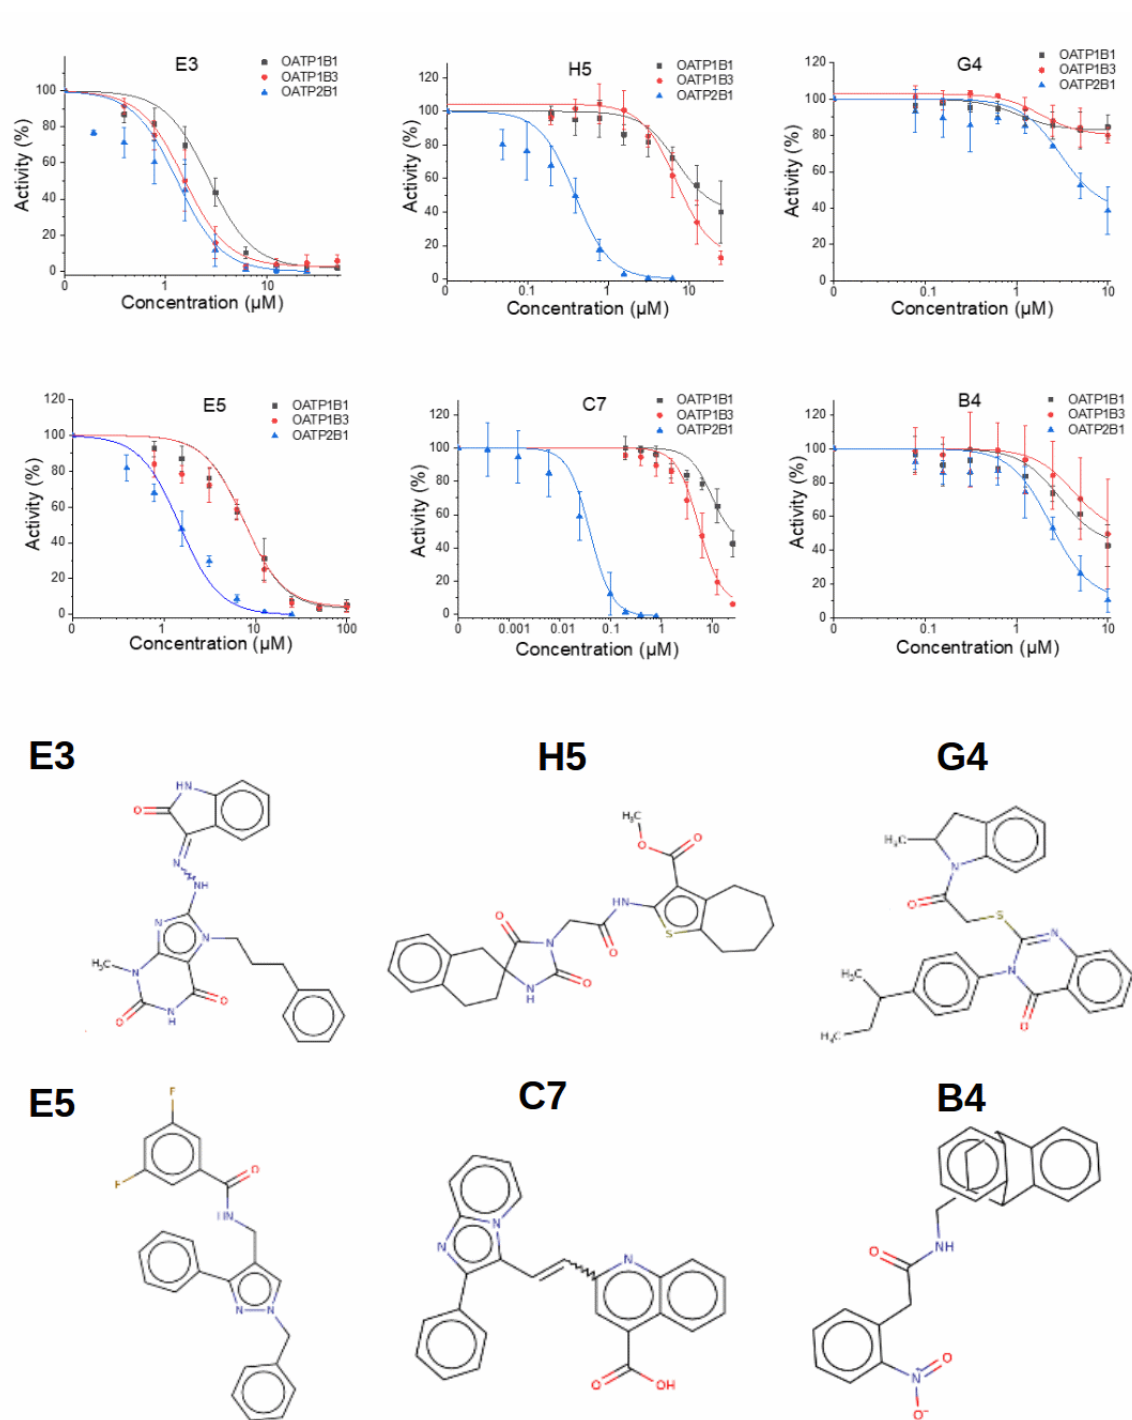 E3
OATP1B1
OATP1B3
OATP2B1
Activity (%)
100
80
60
40
20
0
0 1 10
Concentration (µM)
H5
OATP1B1
OATP1B3
OATP2B1
Activity (%)
120
100
80
60
40
20
0
0 0.1 1 10
Concentration (µM)
G4
OATP1B1
OATP1B3
OATP2B1
Activity (%)
120
100
80
60
40
20
0
0 0.1 1 10
Concentration (µM)
E5
OATP1B1
OATP1B3
OATP2B1
Activity (%)
120
100
80
60
40
20
0
0 1 10 100
Concentration (µM)
C7
OATP1B1
OATP1B3
OATP2B1
Activity (%)
120
100
80
60
40
20
0
0 0.001 0.01 0.1 1 10
Concentration (µM)
B4
OATP1B1
OATP1B3
OATP2B1
Activity (%)
120
100
80
60
40
20
0
0 0.1 1 10
Concentration (µM)
E3
HN
O
N
NH
N
N
H₃C
N
O
O
N
H
H5
H₃C
O
O
NH
O
S
O
N
N
H
O
G4
H₃C
N
O
S
N
N
O
H₃C
H₃C
E5
F
F
O
HN
N
N
C7
N
N
N
O
OH
B4
O
NH
N⁺
O
O⁻